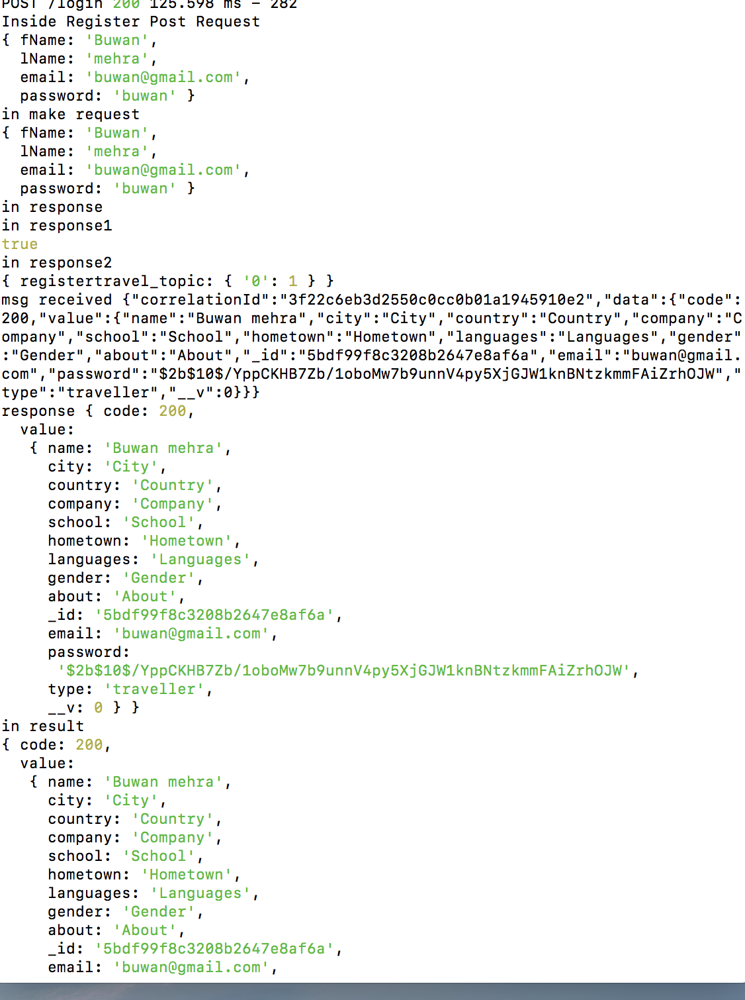 POST /login 200 125.598 ms - 282
Inside Register Post Request
{ fName: 'Buwan',
  lName: 'mehra',
  email: 'buwan@gmail.com',
  password: 'buwan' }
in make request
{ fName: 'Buwan',
  lName: 'mehra',
  email: 'buwan@gmail.com',
  password: 'buwan' }
in response
in response1
true
in response2
{ registertravel_topic: { '0': 1 } }
msg received {"correlationId":"3f22c6eb3d2550c0cc0b01a1945910e2","data":{"code":
200,"value":{"name":"Buwan mehra","city":"City","country":"Country","company":"C
ompany","school":"School","hometown":"Hometown","languages":"Languages","gender"
:"Gender","about":"About","_id":"5bdf99f8c3208b2647e8af6a","email":"buwan@gmail.
com","password":"$2b$10$/YppCKHB7Zb/1oboMw7b9unnV4py5XjGJW1knBNtzkmmFAiZrhOJW","
type":"traveller","__v":0}}}
response { code: 200,
  value:
   { name: 'Buwan mehra',
     city: 'City',
     country: 'Country',
     company: 'Company',
     school: 'School',
     hometown: 'Hometown',
     languages: 'Languages',
     gender: 'Gender',
     about: 'About',
     _id: '5bdf99f8c3208b2647e8af6a',
     email: 'buwan@gmail.com',
     password:
      '$2b$10$/YppCKHB7Zb/1oboMw7b9unnV4py5XjGJW1knBNtzkmmFAiZrhOJW',
     type: 'traveller',
     __v: 0 } }
in result
{ code: 200,
  value:
   { name: 'Buwan mehra',
     city: 'City',
     country: 'Country',
     company: 'Company',
     school: 'School',
     hometown: 'Hometown',
     languages: 'Languages',
     gender: 'Gender',
     about: 'About',
     _id: '5bdf99f8c3208b2647e8af6a',
     email: 'buwan@gmail.com',